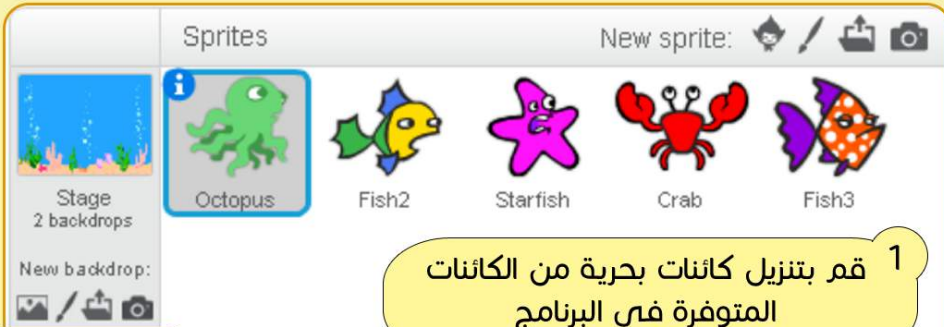 Sprites
New sprite:
Stage
2 backdrops
New backdrop:
Octopus
Fish2
Starfish
Crab
Fish3
1 قم بتنزيل كائنات بحرية من الكائنات
المتوفرة في البرنامج